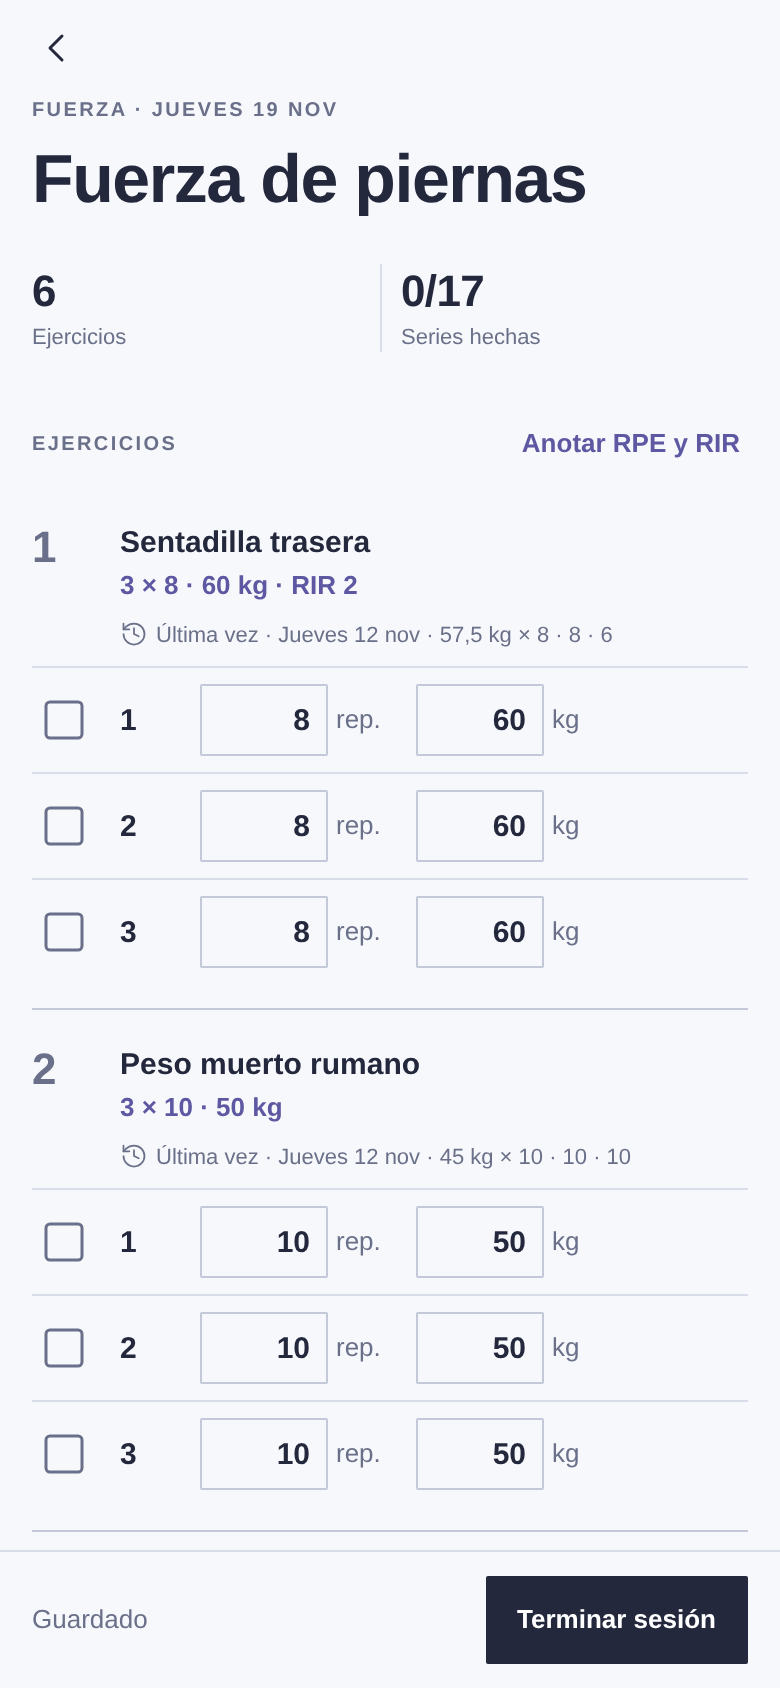 FUERZA · JUEVES 19 NOV
Fuerza de piernas
6
Ejercicios
0/17
Series hechas
EJERCICIOS
Anotar RPE y RIR
1
Sentadilla trasera
3 × 8 · 60 kg · RIR 2
Última vez · Jueves 12 nov · 57,5 kg × 8 · 8 · 6
1 8 rep. 60 kg
2 8 rep. 60 kg
3 8 rep. 60 kg
2
Peso muerto rumano
3 × 10 · 50 kg
Última vez · Jueves 12 nov · 45 kg × 10 · 10 · 10
1 10 rep. 50 kg
2 10 rep. 50 kg
3 10 rep. 50 kg
Guardado
Terminar sesión